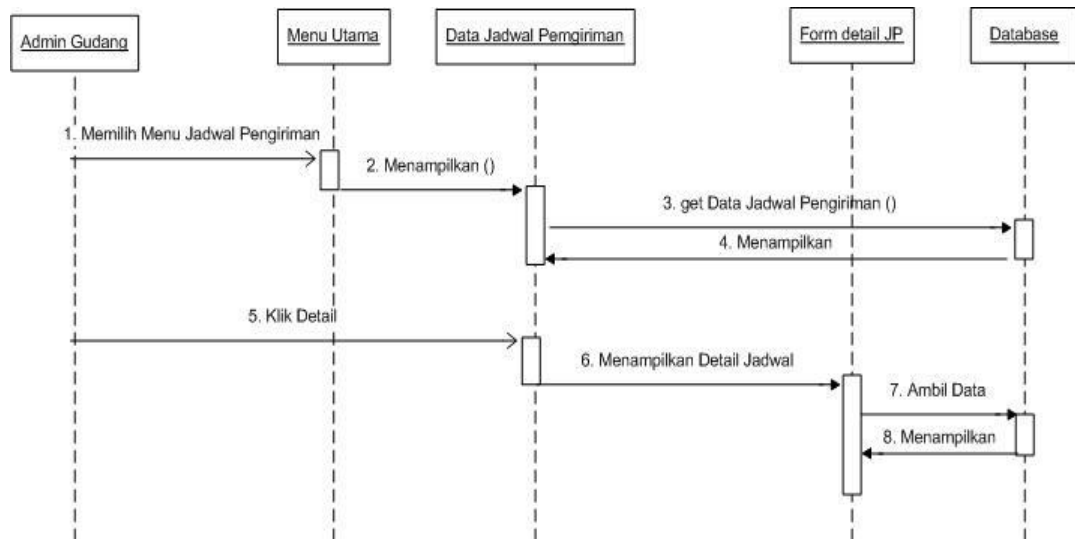 Admin Gudang
Menu Utama
Data Jadwal Pemgiriman
Form detail JP
Database
1. Memilih Menu Jadwal Pengiriman
2. Menampilkan ()
3. get Data Jadwal Pengiriman ()
4. Menampilkan
5. Klik Detail
6. Menampilkan Detail Jadwal
7. Ambil Data
8. Menampilkan